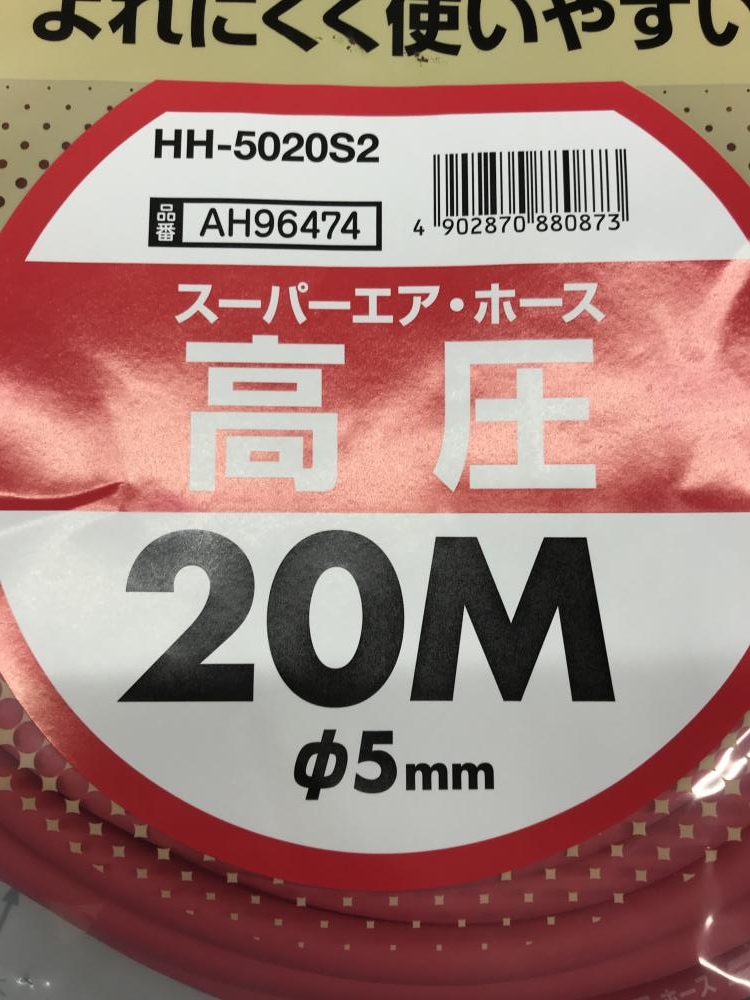 よれにくく使いやすい
HH-5020S2
品番 AH96474
4 902870 880873
スーパーエア・ホース
高圧
20M
φ5mm